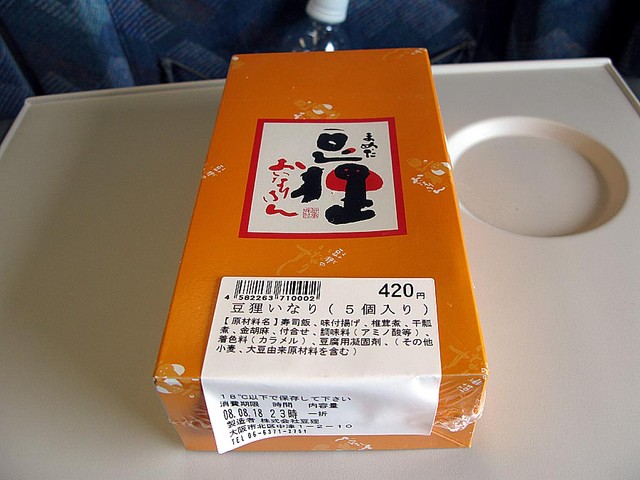 まめだ
豆狸
おいなりさん
4 582263 710002
420円
豆狸いなり(5個入り)
【原材料名】寿司飯、味付揚げ、椎茸煮、干瓢
煮、金胡麻、付合せ、調味料(アミノ酸等)、
着色料(カラメル)、豆腐用凝固剤、(その他
小麦、大豆由来原材料を含む)
18℃以下で保存して下さい
消費期限 時間 内容量
08.08.18 23時 一折
製造者 株式会社豆狸
大阪市北区中津1-2-10
TEL 06-6371-3751